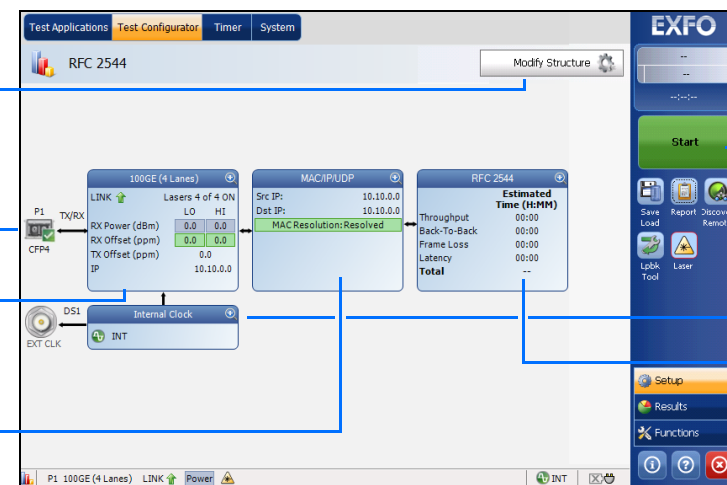 Test Applications Test Configurator Timer System
EXFO
RFC 2544
Modify Structure
--
--
--:--:--
Start
Save Load
Report
Discover Remote
Lpbk Tool
Laser
100GE (4 Lanes)
LINK Lasers 4 of 4 ON
LO HI
RX Power (dBm) 0.0 0.0
RX Offset (ppm) 0.0 0.0
TX Offset (ppm) 0.0
IP 10.10.0.0
P1 TX/RX
CFP4
MAC/IP/UDP
Src IP: 10.10.0.0
Dst IP: 10.10.0.0
MAC Resolution: Resolved
RFC 2544
Estimated
Time (H:MM)
Throughput 00:00
Back-To-Back 00:00
Frame Loss 00:00
Latency 00:00
Total --
DS1
EXT CLK
Internal Clock
INT
Setup
Results
Functions
P1 100GE (4 Lanes) LINK Power
INT